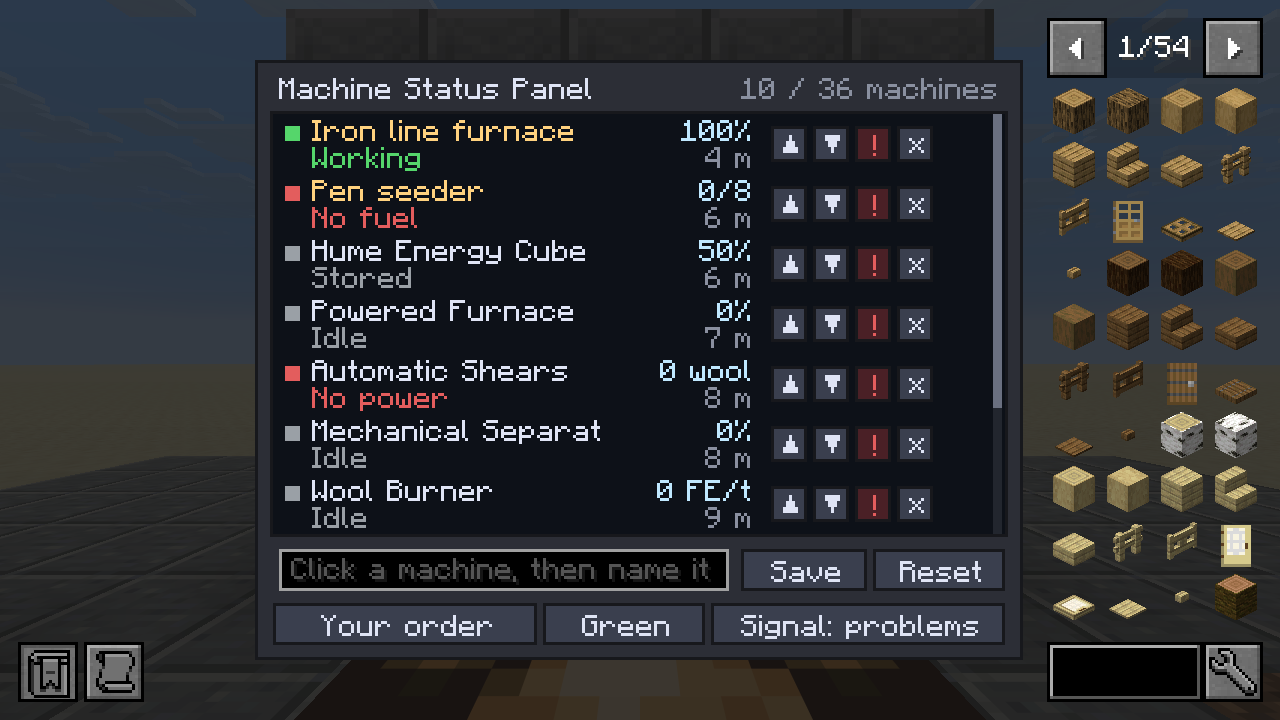 Machine Status Panel
10 / 36 machines
1/54
Iron line furnace 100%
Working 4 m
Pen seeder 0/8
No fuel 6 m
Hume Energy Cube 50%
Stored 6 m
Powered Furnace 0%
Idle 7 m
Automatic Shears 0 wool
No power 8 m
Mechanical Separat 0%
Idle 8 m
Wool Burner 0 FE/t
Idle 9 m
Click a machine, then name it
Save
Reset
Your order
Green
Signal: problems